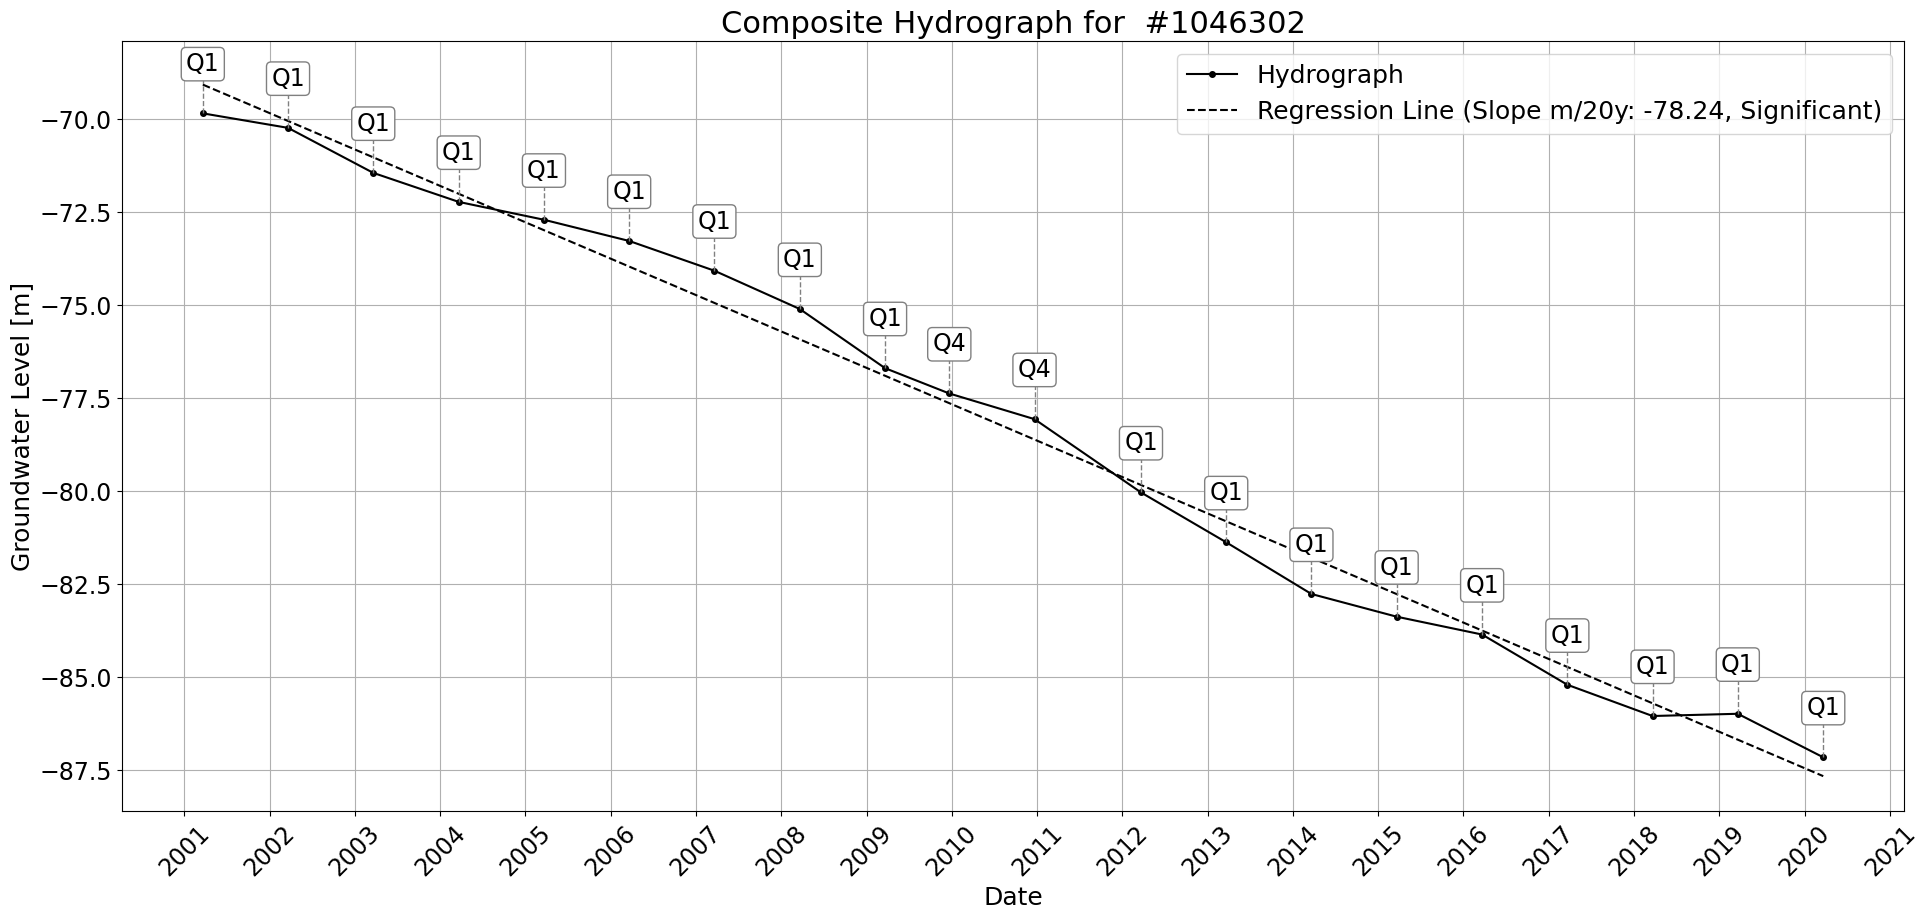 Composite Hydrograph for  #1046302
Hydrograph
Regression Line (Slope m/20y: -78.24, Significant)
Q1
Q1
Q1
Q1
Q1
Q1
Q1
Q1
Q1
Q4
Q4
Q1
Q1
Q1
Q1
Q1
Q1
Q1
Q1
Q1
Groundwater Level [m]
−70.0
−72.5
−75.0
−77.5
−80.0
−82.5
−85.0
−87.5
2001
2002
2003
2004
2005
2006
2007
2008
2009
2010
2011
2012
2013
2014
2015
2016
2017
2018
2019
2020
2021
Date